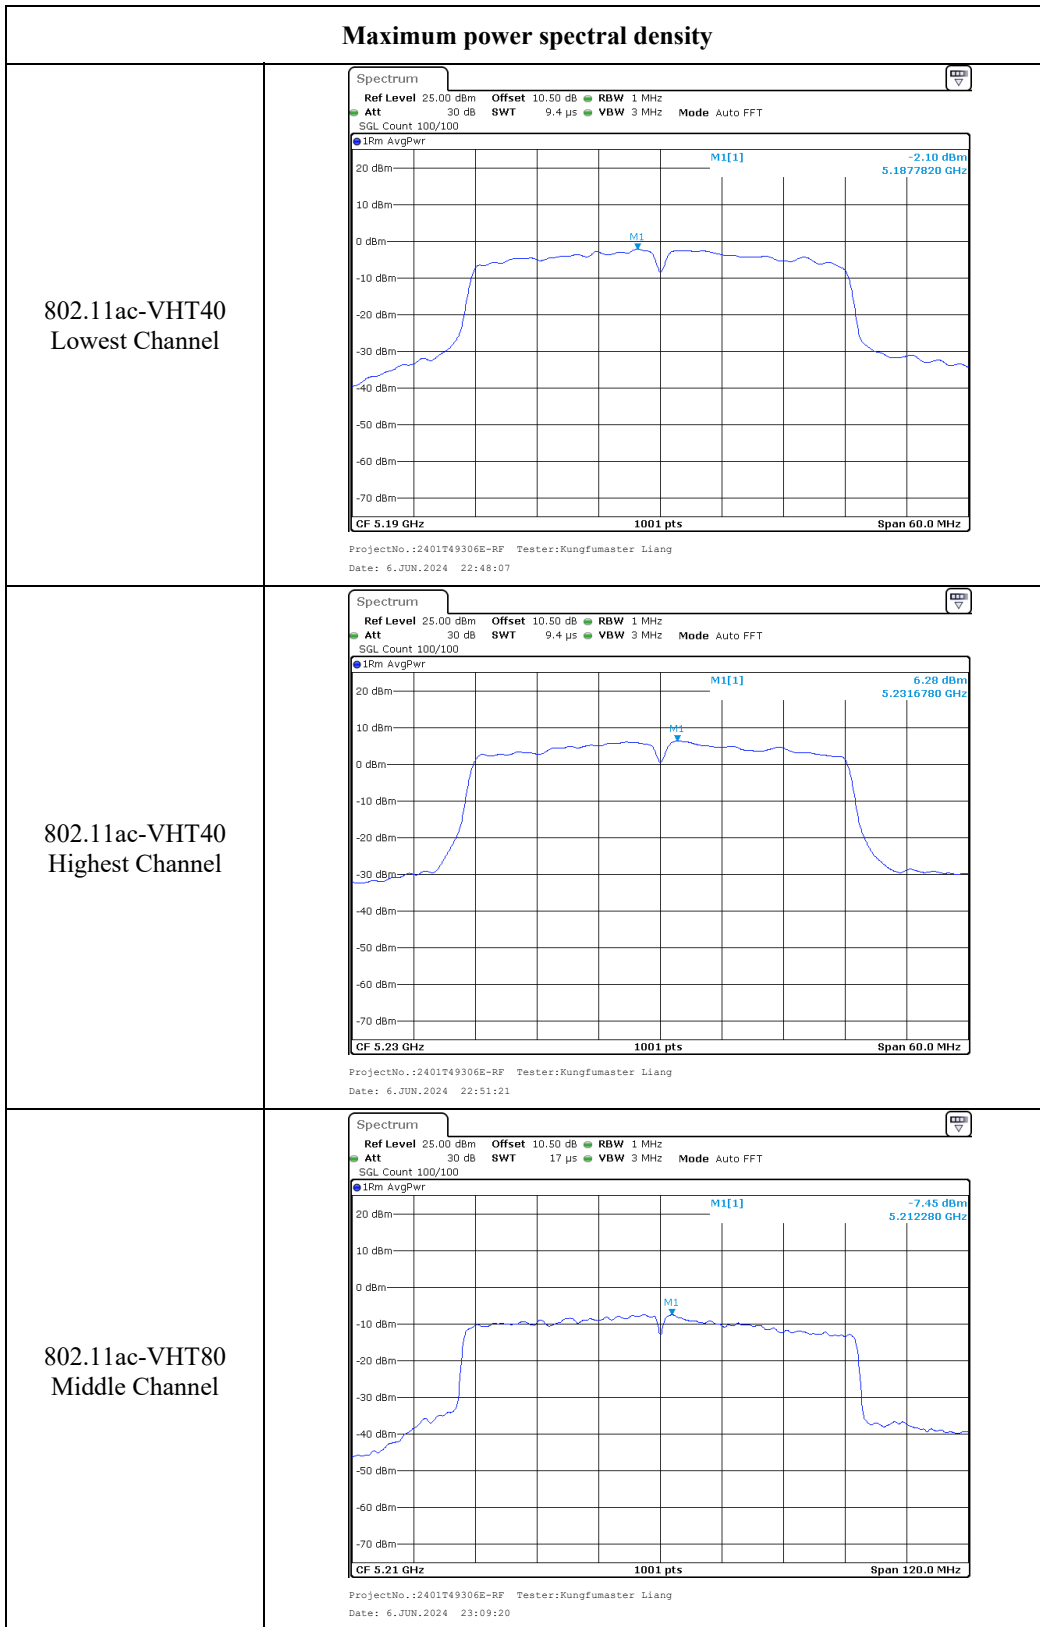 Maximum power spectral density
802.11ac-VHT40
Lowest Channel
Spectrum
Ref Level 25.00 dBm Offset 10.50 dB RBW 1 MHz
Att 30 dB SWT 9.4 µs VBW 3 MHz Mode Auto FFT
SGL Count 100/100
1Rm AvgPwr
M1[1] -2.10 dBm
5.1877820 GHz
20 dBm
10 dBm
M1
0 dBm
-10 dBm
-20 dBm
-30 dBm
-40 dBm
-50 dBm
-60 dBm
-70 dBm
CF 5.19 GHz 1001 pts Span 60.0 MHz
ProjectNo.:2401T49306E-RF Tester:Kungfumaster Liang
Date: 6.JUN.2024 22:48:07
802.11ac-VHT40
Highest Channel
Spectrum
Ref Level 25.00 dBm Offset 10.50 dB RBW 1 MHz
Att 30 dB SWT 9.4 µs VBW 3 MHz Mode Auto FFT
SGL Count 100/100
1Rm AvgPwr
M1[1] 6.28 dBm
5.2316780 GHz
20 dBm
10 dBm
M1
0 dBm
-10 dBm
-20 dBm
-30 dBm
-40 dBm
-50 dBm
-60 dBm
-70 dBm
CF 5.23 GHz 1001 pts Span 60.0 MHz
ProjectNo.:2401T49306E-RF Tester:Kungfumaster Liang
Date: 6.JUN.2024 22:51:21
802.11ac-VHT80
Middle Channel
Spectrum
Ref Level 25.00 dBm Offset 10.50 dB RBW 1 MHz
Att 30 dB SWT 17 µs VBW 3 MHz Mode Auto FFT
SGL Count 100/100
1Rm AvgPwr
M1[1] -7.45 dBm
5.212280 GHz
20 dBm
10 dBm
0 dBm
M1
-10 dBm
-20 dBm
-30 dBm
-40 dBm
-50 dBm
-60 dBm
-70 dBm
CF 5.21 GHz 1001 pts Span 120.0 MHz
ProjectNo.:2401T49306E-RF Tester:Kungfumaster Liang
Date: 6.JUN.2024 23:09:20